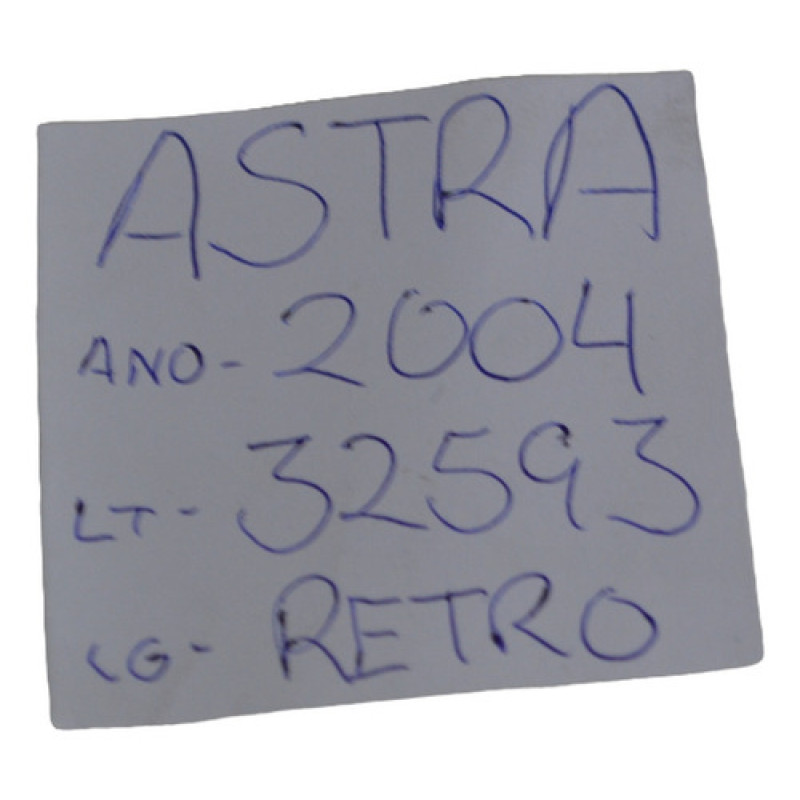 ASTRA
ANO- 2004
LT- 32593
LG- RETRO